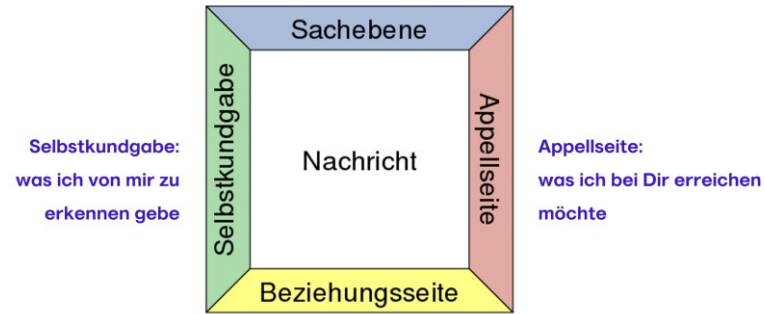 Sachebene
Selbstkundgabe:
was ich von mir zu
erkennen gebe
Selbstkundgabe
Nachricht
Appellseite
Appellseite:
was ich bei Dir erreichen
möchte
Beziehungsseite